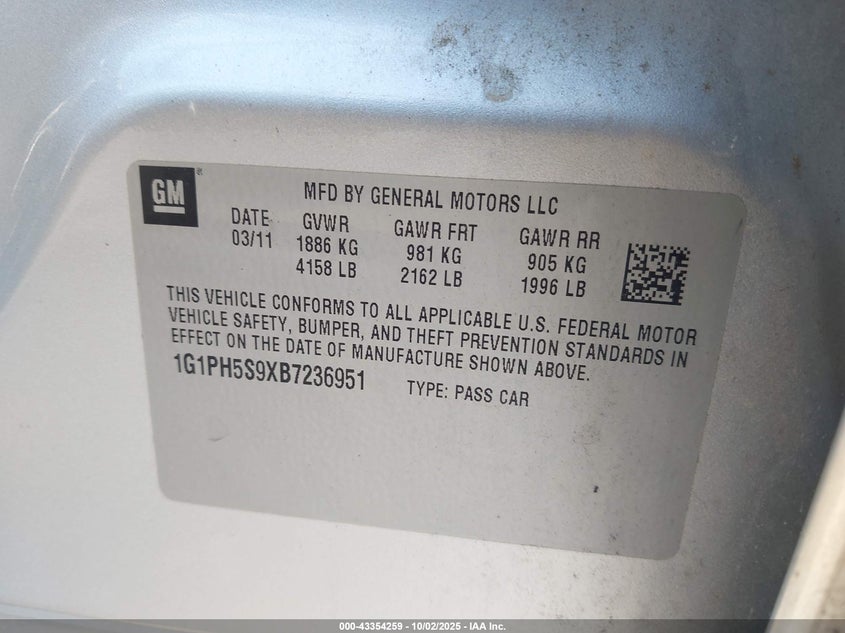 GM
MFD BY GENERAL MOTORS LLC
DATE GVWR GAWR FRT GAWR RR
03/11 1886 KG 981 KG 905 KG
4158 LB 2162 LB 1996 LB
THIS VEHICLE CONFORMS TO ALL APPLICABLE U.S. FEDERAL MOTOR
VEHICLE SAFETY, BUMPER, AND THEFT PREVENTION STANDARDS IN
EFFECT ON THE DATE OF MANUFACTURE SHOWN ABOVE.
1G1PH5S9XB7236951 TYPE: PASS CAR
000-43354259 - 10/02/2025 - IAA Inc.